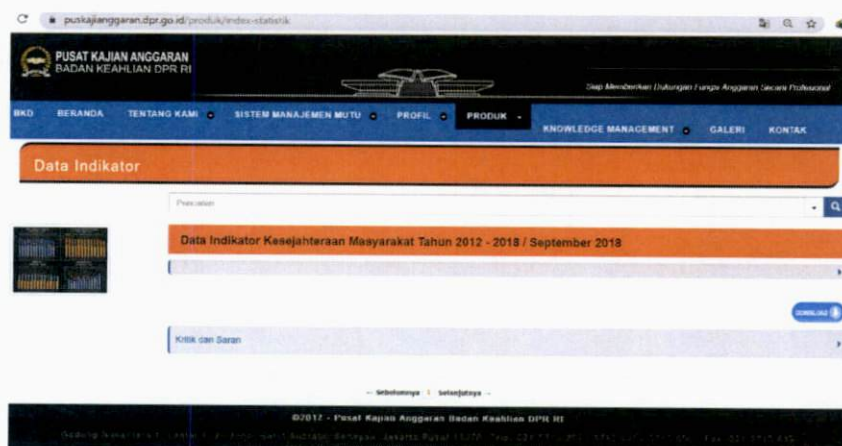 puskajianggaran.dpr.go.id/produk/index-statistik
PUSAT KAJIAN ANGGARAN
BADAN KEAHLIAN DPR RI
Siap Memberikan Dukungan Fungsi Anggaran Secara Profesional
BKD BERANDA TENTANG KAMI SISTEM MANAJEMEN MUTU PROFIL PRODUK KNOWLEDGE MANAGEMENT GALERI KONTAK
Data Indikator
Pencarian
Data Indikator Kesejahteraan Masyarakat Tahun 2012 - 2018 / September 2018
DOWNLOAD
Kritik dan Saran
← Sebelumnya 1 Selanjutnya →
©2017 - Pusat Kajian Anggaran Badan Keahlian DPR RI